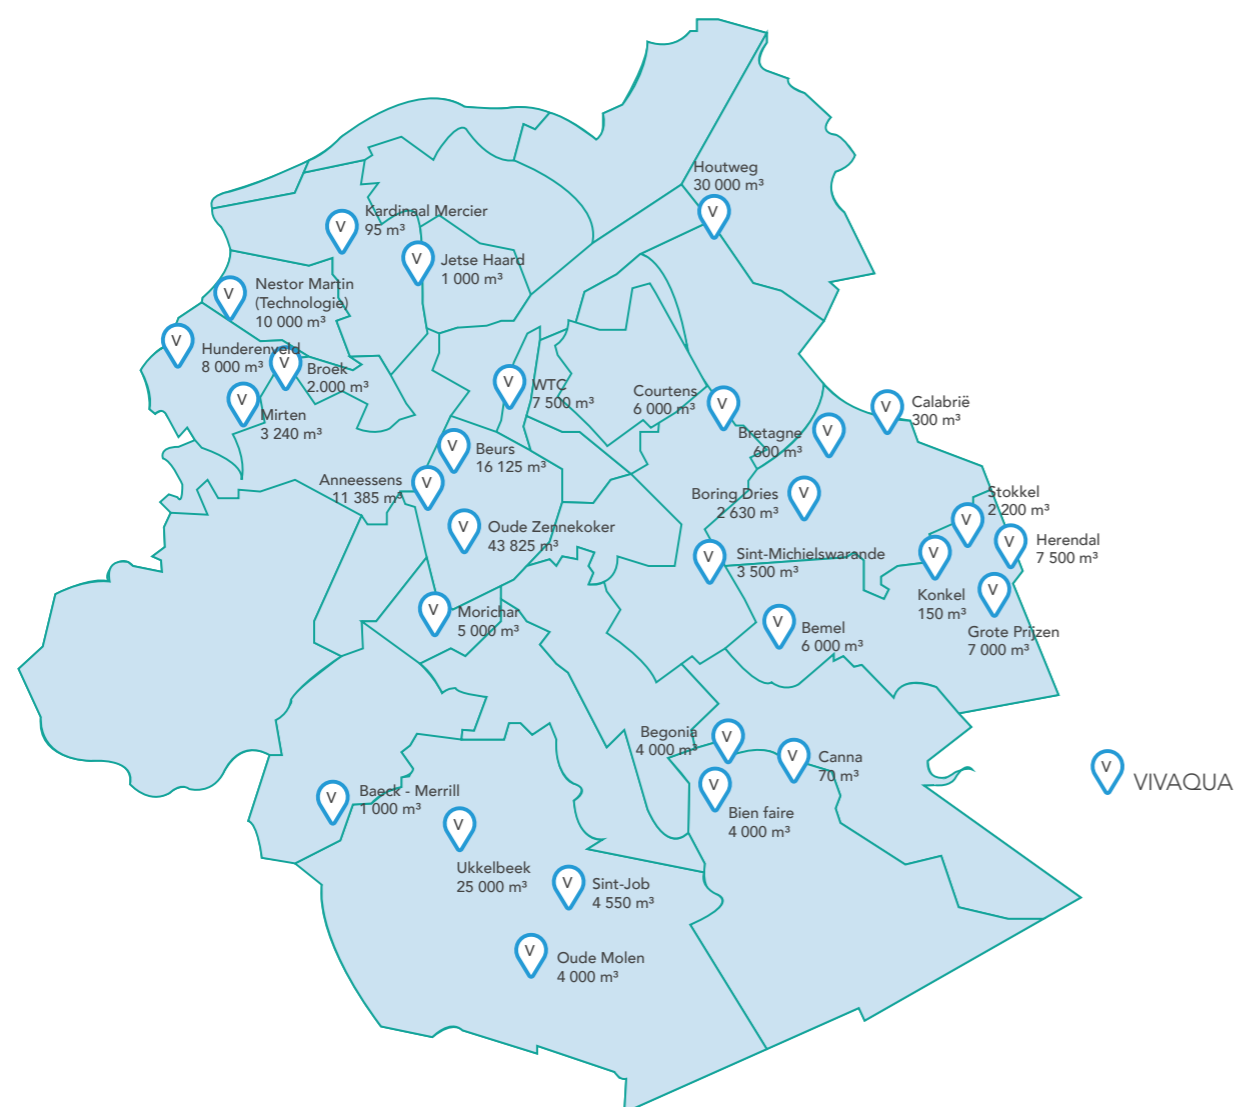 Houtweg
30 000 m³
V
Kardinaal Mercier
95 m³
V
Jetse Haard
1 000 m³
V
Nestor Martin
(Technologie)
10 000 m³
V
Hunderenveld
8 000 m³
V
Broek
2.000 m³
V
Mirten
3 240 m³
V
WTC
7 500 m³
V
Courtens
6 000 m³
V
Calabrië
300 m³
V
Bretagne
600 m³
V
Beurs
16 125 m³
V
Anneessens
11 385 m³
V
Boring Dries
2 630 m³
V
Stokkel
2 200 m³
V
Oude Zennekoker
43 825 m³
V
Herendal
7 500 m³
V
Sint-Michielswarande
3 500 m³
V
Konkel
150 m³
V
Grote Prijzen
7 000 m³
V
Morichar
5 000 m³
V
Bemel
6 000 m³
V
Begonia
4 000 m³
V
Canna
70 m³
V
VIVAQUA
V
Baeck - Merrill
1 000 m³
V
Bien faire
4 000 m³
V
Ukkelbeek
25 000 m³
V
Sint-Job
4 550 m³
V
Oude Molen
4 000 m³
V